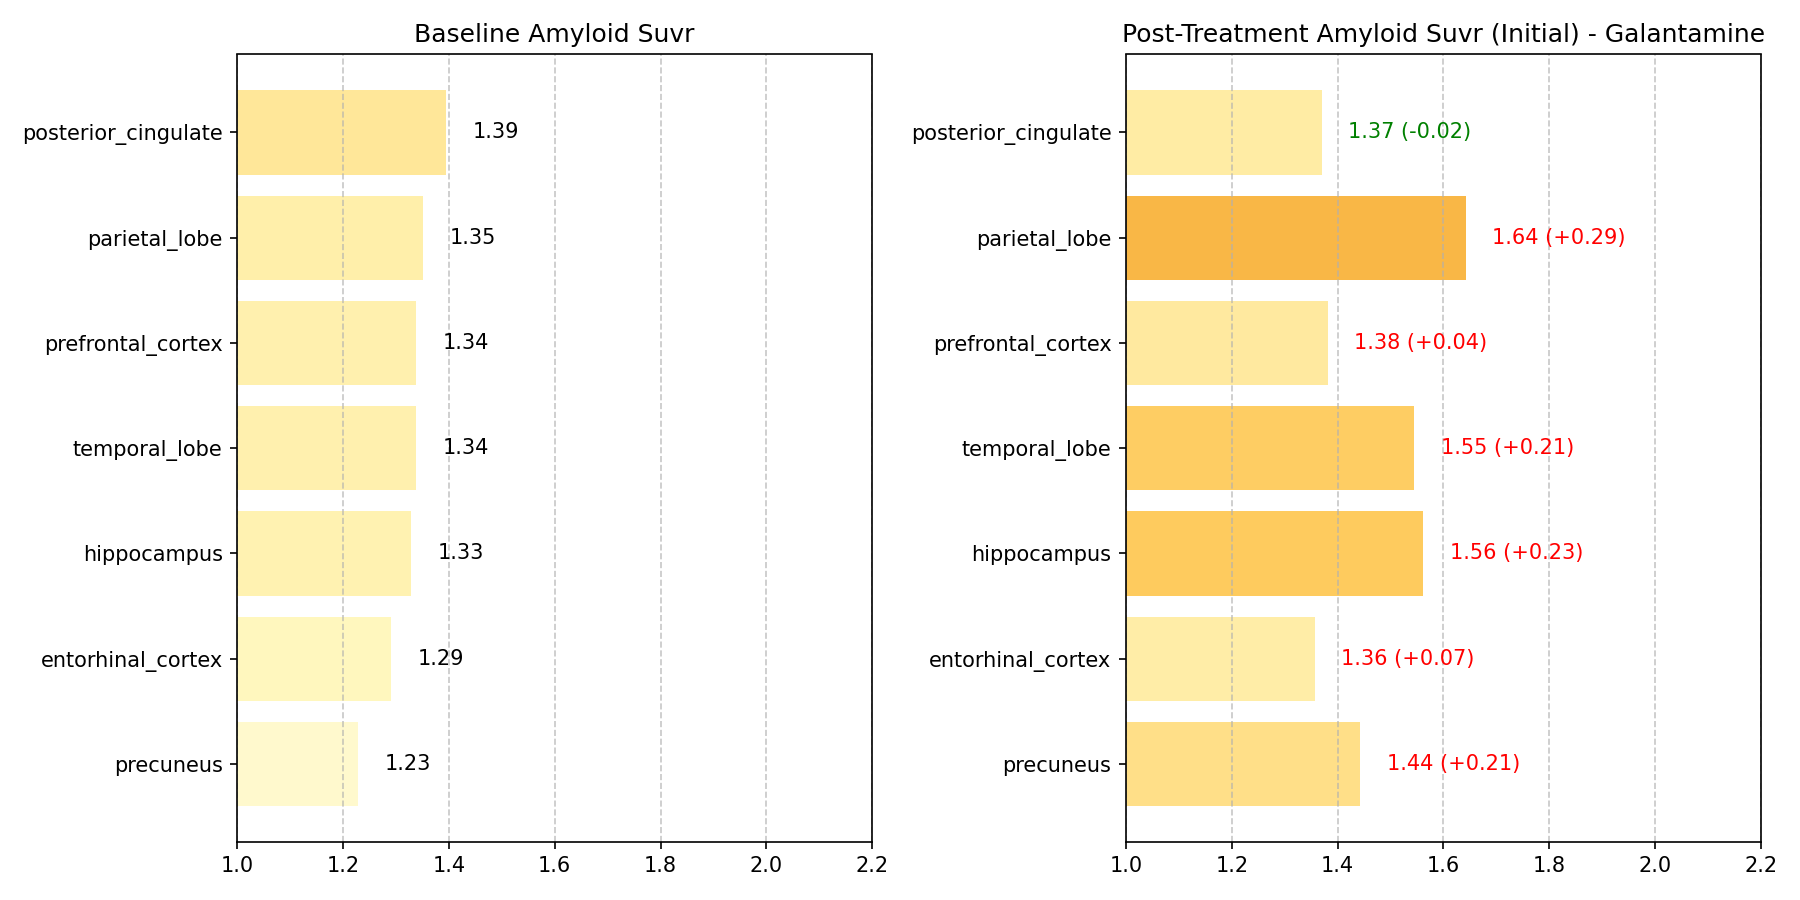 Baseline Amyloid Suvr
posterior_cingulate
1.39
parietal_lobe
1.35
prefrontal_cortex
1.34
temporal_lobe
1.34
hippocampus
1.33
entorhinal_cortex
1.29
precuneus
1.23
1.0 1.2 1.4 1.6 1.8 2.0 2.2
Post-Treatment Amyloid Suvr (Initial) - Galantamine
posterior_cingulate
1.37 (-0.02)
parietal_lobe
1.64 (+0.29)
prefrontal_cortex
1.38 (+0.04)
temporal_lobe
1.55 (+0.21)
hippocampus
1.56 (+0.23)
entorhinal_cortex
1.36 (+0.07)
precuneus
1.44 (+0.21)
1.0 1.2 1.4 1.6 1.8 2.0 2.2